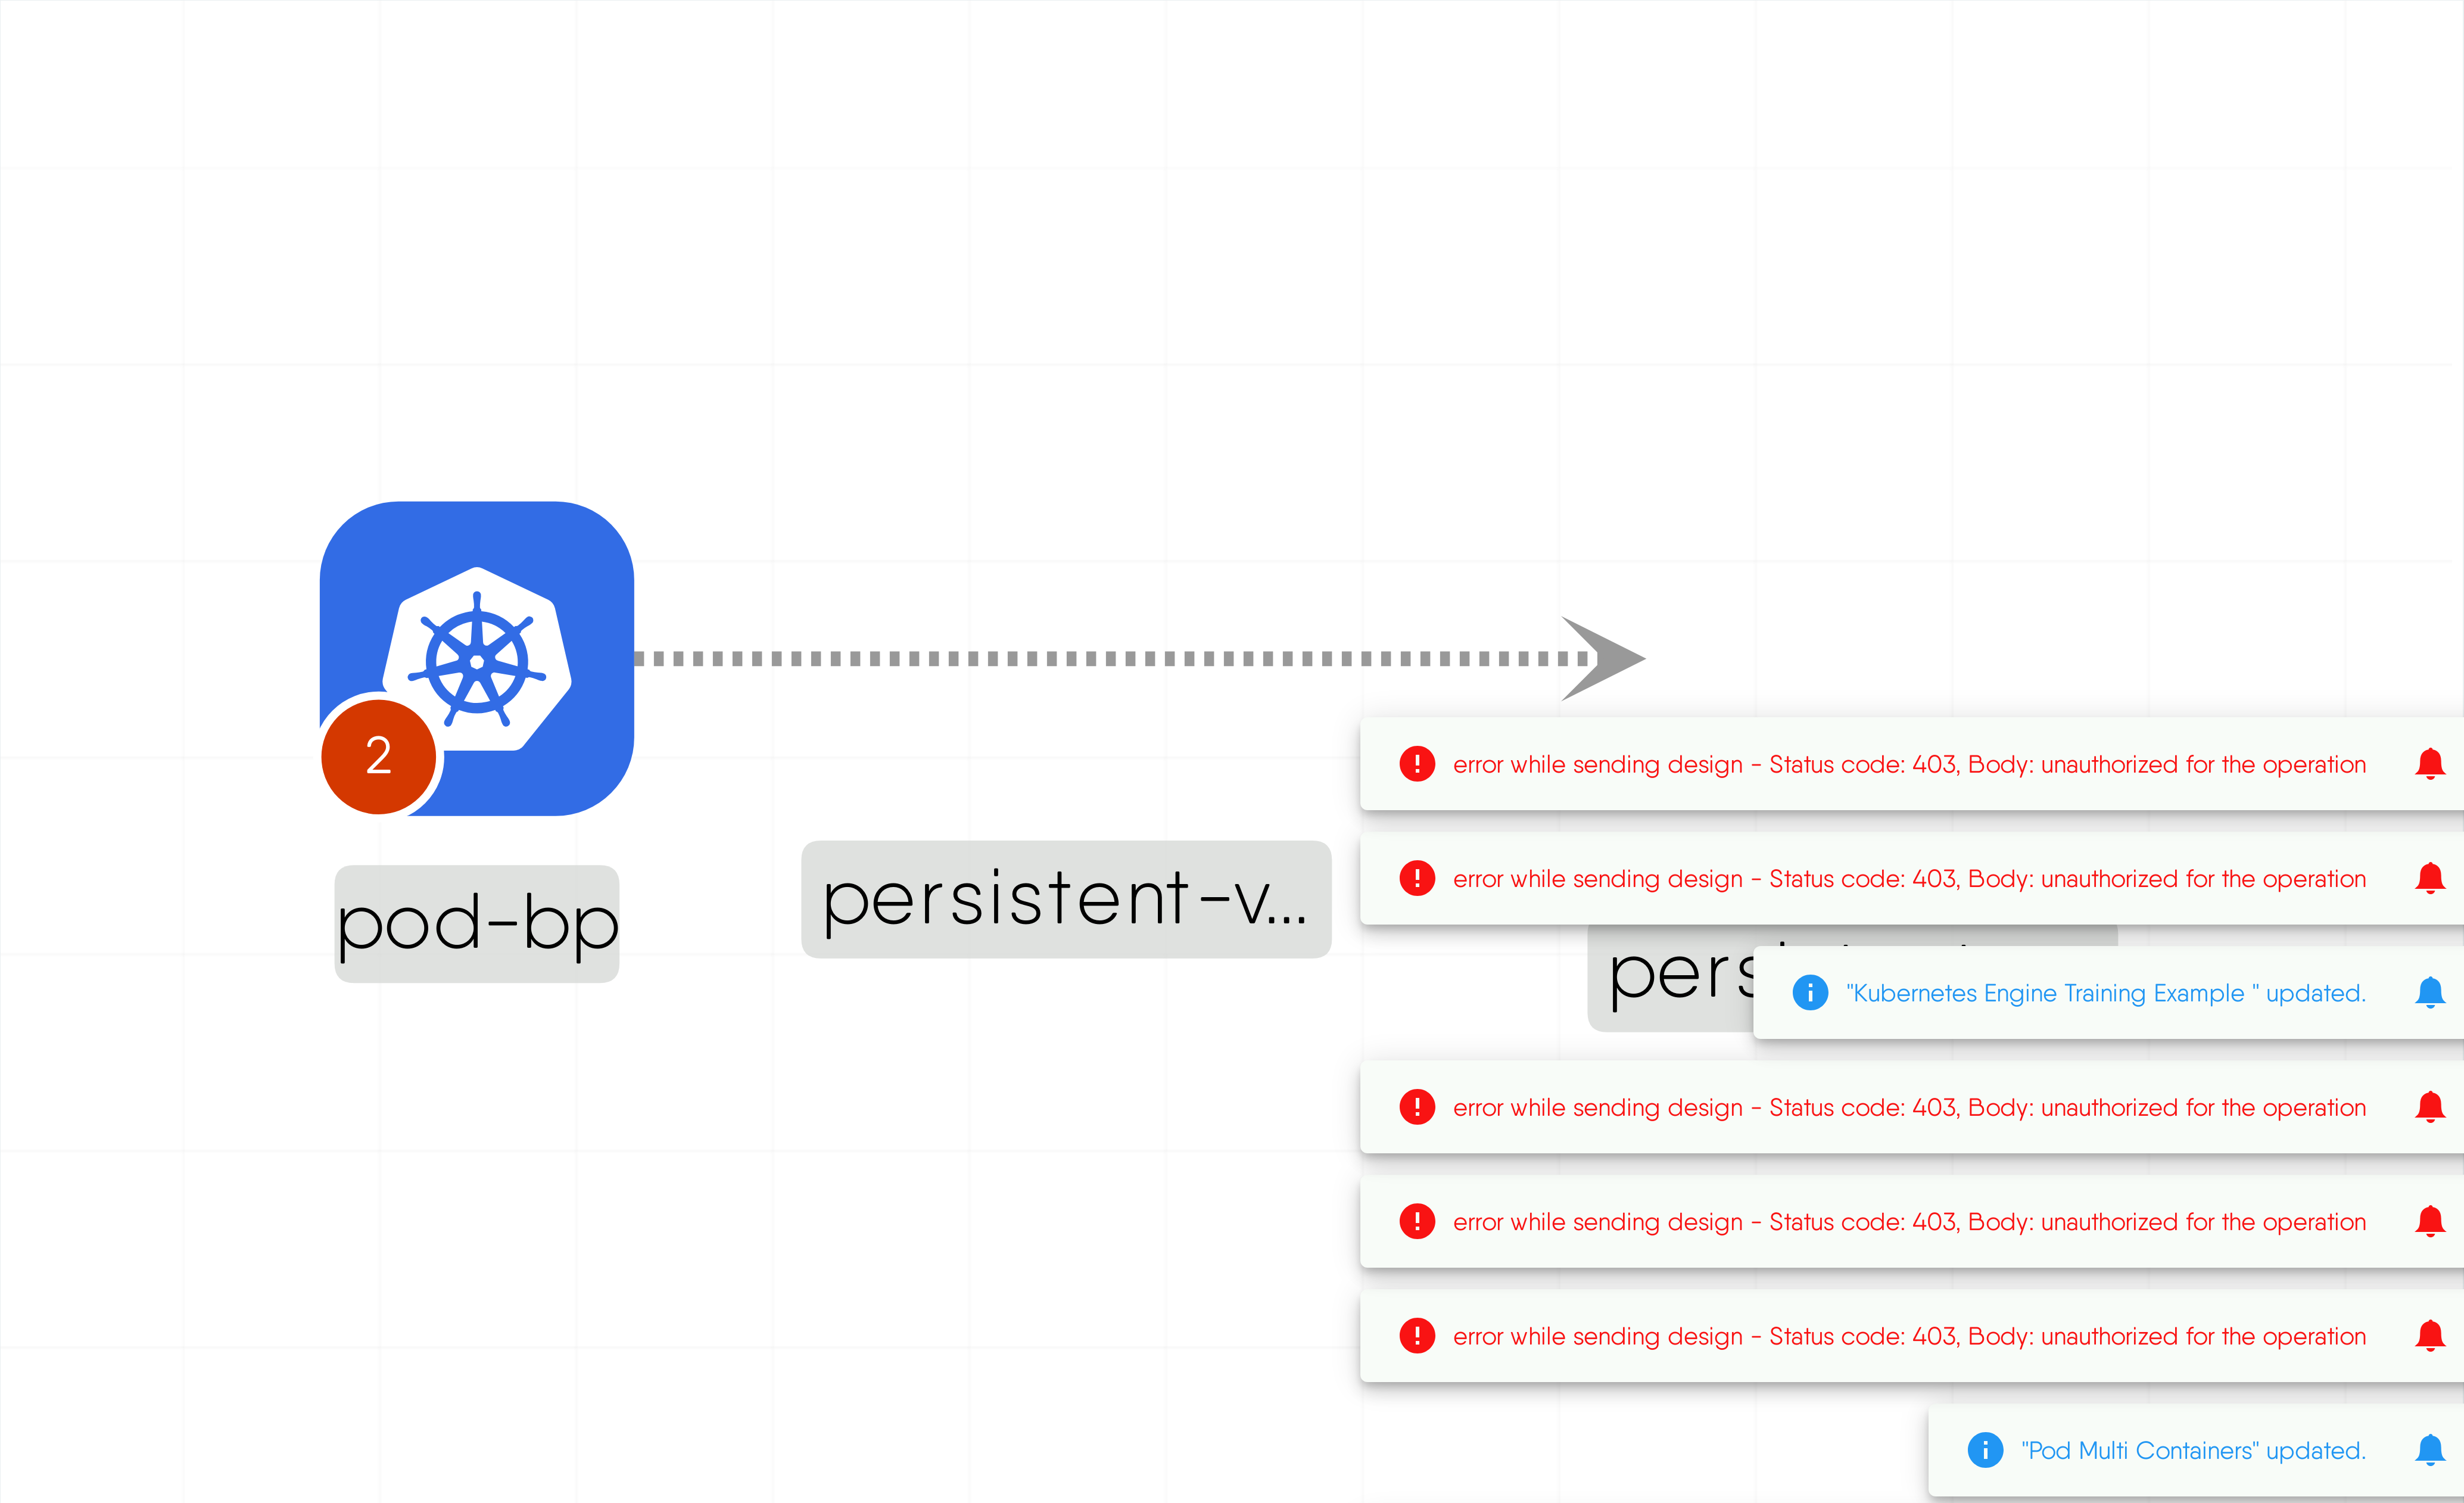 2
pod-bp
persistent-v...
error while sending design - Status code: 403, Body: unauthorized for the operation
error while sending design - Status code: 403, Body: unauthorized for the operation
"Kubernetes Engine Training Example " updated.
error while sending design - Status code: 403, Body: unauthorized for the operation
error while sending design - Status code: 403, Body: unauthorized for the operation
error while sending design - Status code: 403, Body: unauthorized for the operation
"Pod Multi Containers" updated.